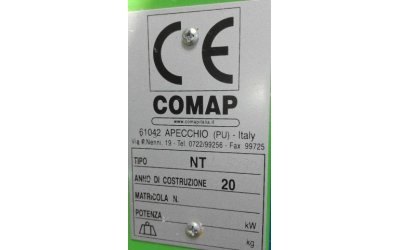 CE
COMAP
www.comapitalia.it
61042 APECCHIO (PU) - Italy
Via P.Nenni, 19 - Tel. 0722/99256 - Fax 99725
TIPO NT
ANNO DI COSTRUZIONE 20
MATRICOLA N.
POTENZA kW
kg